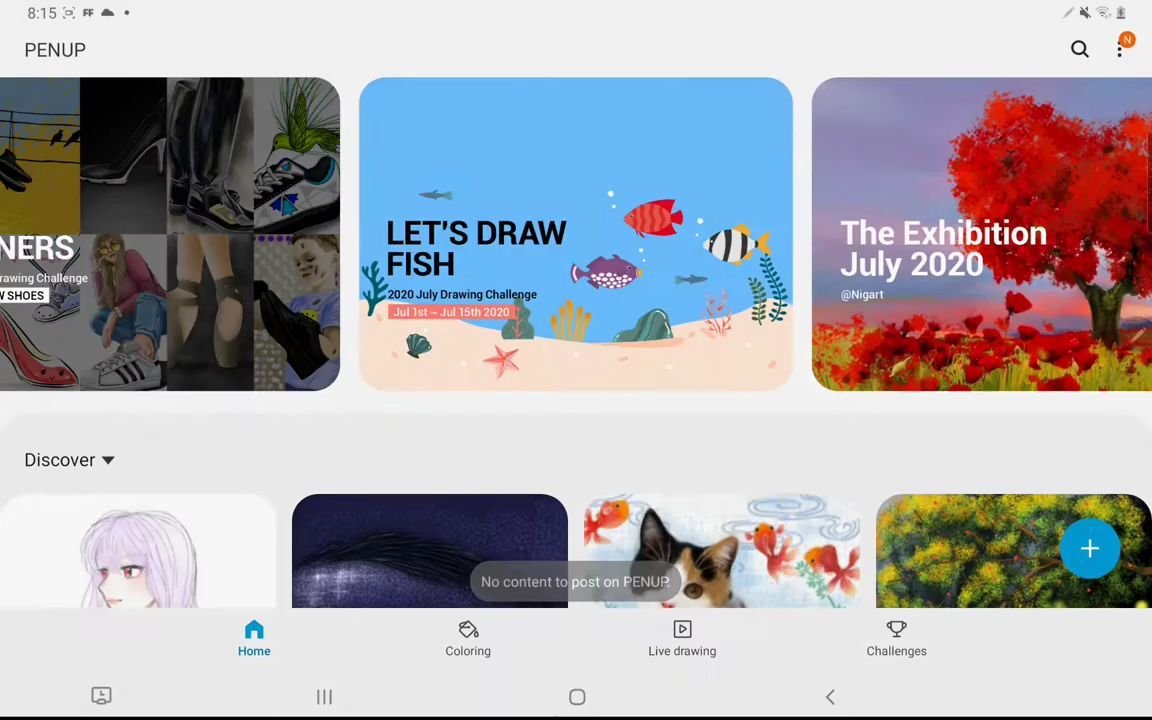 8:15
PENUP
N
NERS
rawing Challenge
W SHOES
LET'S DRAW
FISH
2020 July Drawing Challenge
Jul 1st ~ Jul 15th 2020
The Exhibition
July 2020
@Nigart
Discover
No content to post on PENUP.
Home
Coloring
Live drawing
Challenges